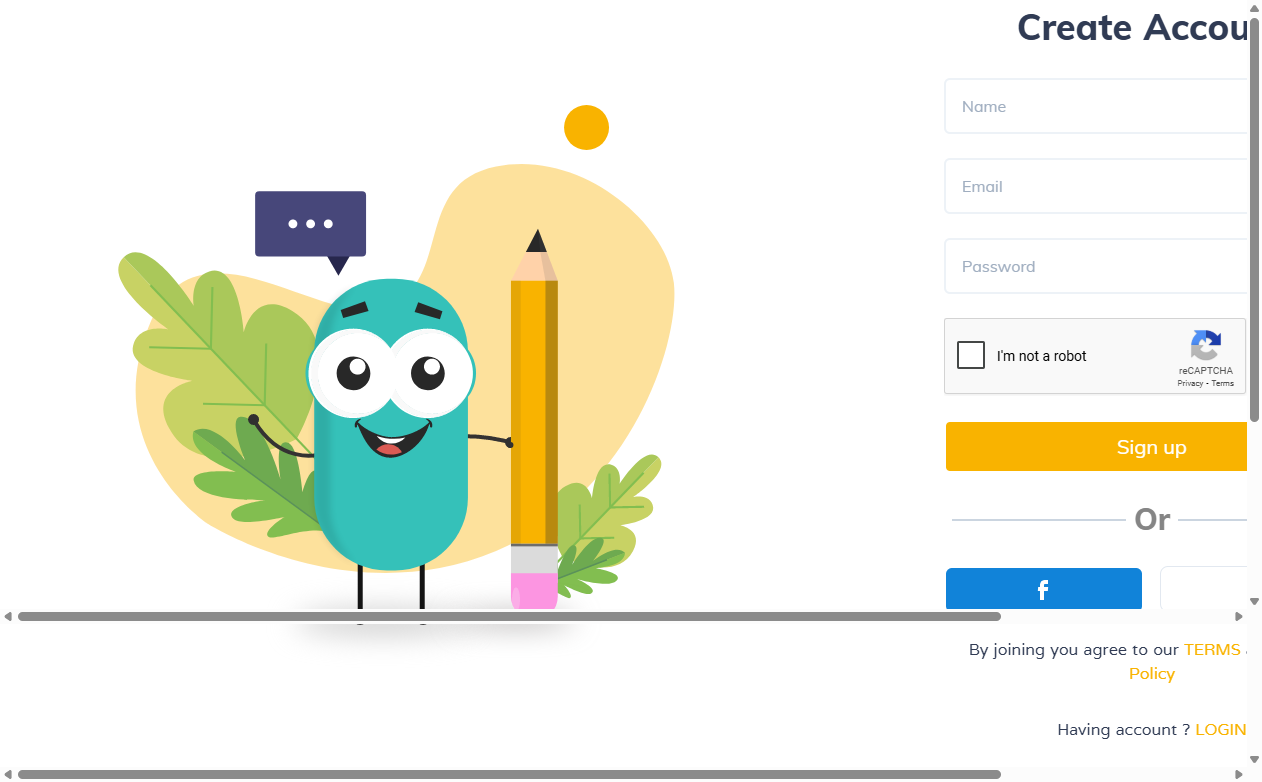 Create Accou
Name
Email
Password
I'm not a robot
reCAPTCHA
Privacy - Terms
Sign up
Or
f
By joining you agree to our TERMS
Policy
Having account ? LOGIN